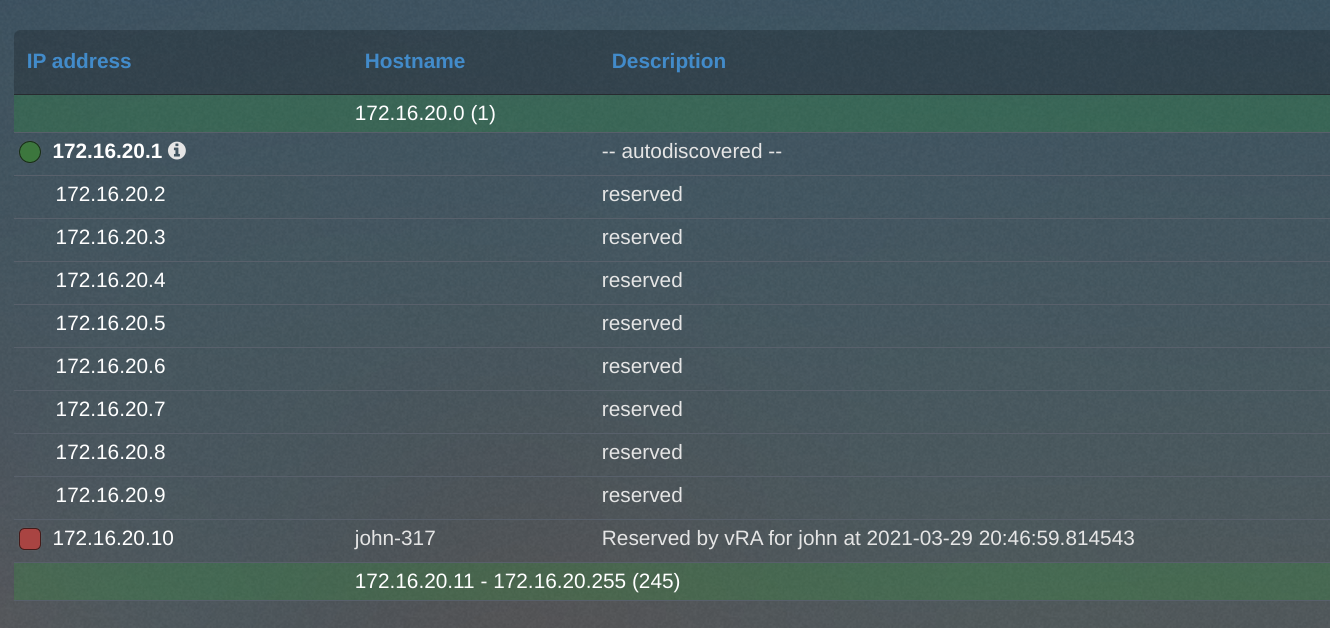 IP address Hostname Description
172.16.20.0 (1)
172.16.20.1 -- autodiscovered --
172.16.20.2 reserved
172.16.20.3 reserved
172.16.20.4 reserved
172.16.20.5 reserved
172.16.20.6 reserved
172.16.20.7 reserved
172.16.20.8 reserved
172.16.20.9 reserved
172.16.20.10 john-317 Reserved by vRA for john at 2021-03-29 20:46:59.814543
172.16.20.11 - 172.16.20.255 (245)